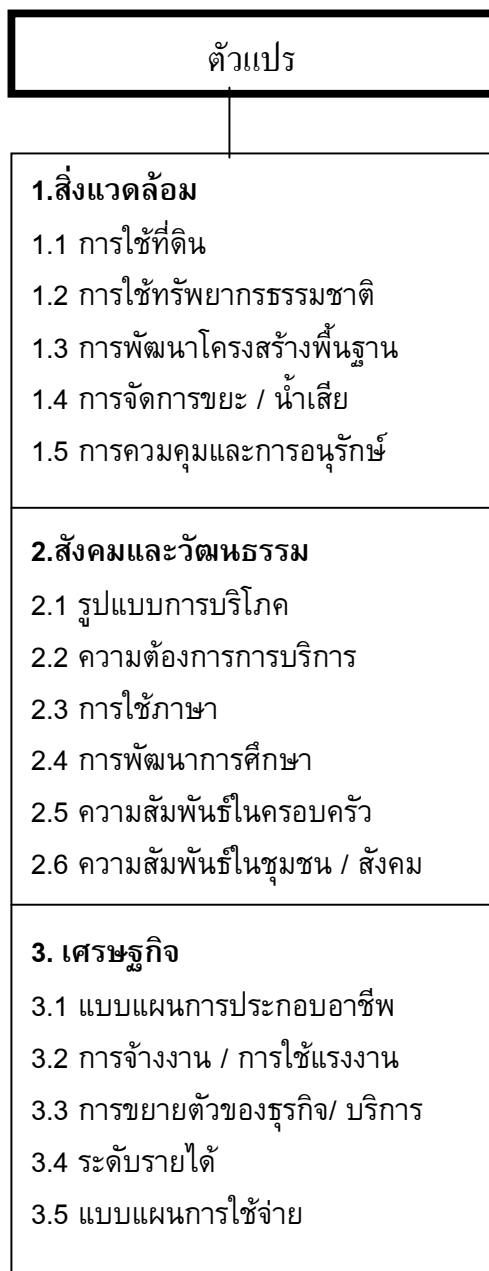 ตัวแปร
1.สิ่งแวดล้อม
1.1 การใช้ที่ดิน
1.2 การใช้ทรัพยากรธรรมชาติ
1.3 การพัฒนาโครงสร้างพื้นฐาน
1.4 การจัดการขยะ / น้ำเสีย
1.5 การควมคุมและการอนุรักษ์
2.สังคมและวัฒนธรรม
2.1 รูปแบบการบริโภค
2.2 ความต้องการการบริการ
2.3 การใช้ภาษา
2.4 การพัฒนาการศึกษา
2.5 ความสัมพันธ์ในครอบครัว
2.6 ความสัมพันธ์ในชุมชน / สังคม
3. เศรษฐกิจ
3.1 แบบแผนการประกอบอาชีพ
3.2 การจ้างงาน / การใช้แรงงาน
3.3 การขยายตัวของธุรกิจ/ บริการ
3.4 ระดับรายได้
3.5 แบบแผนการใช้จ่าย